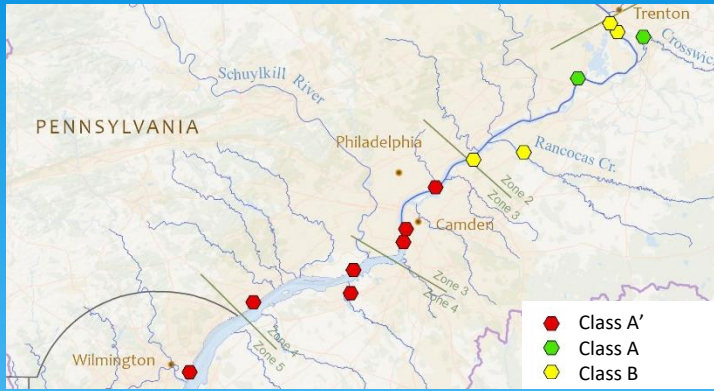 Trenton
Crosswic
Schuylkill River
PENNSYLVANIA
Philadelphia
Rancocas Cr.
Zone 2
Zone 3
Camden
Zone 3
Zone 4
Zone 4
Zone 5
Wilmington
Class A’
Class A
Class B